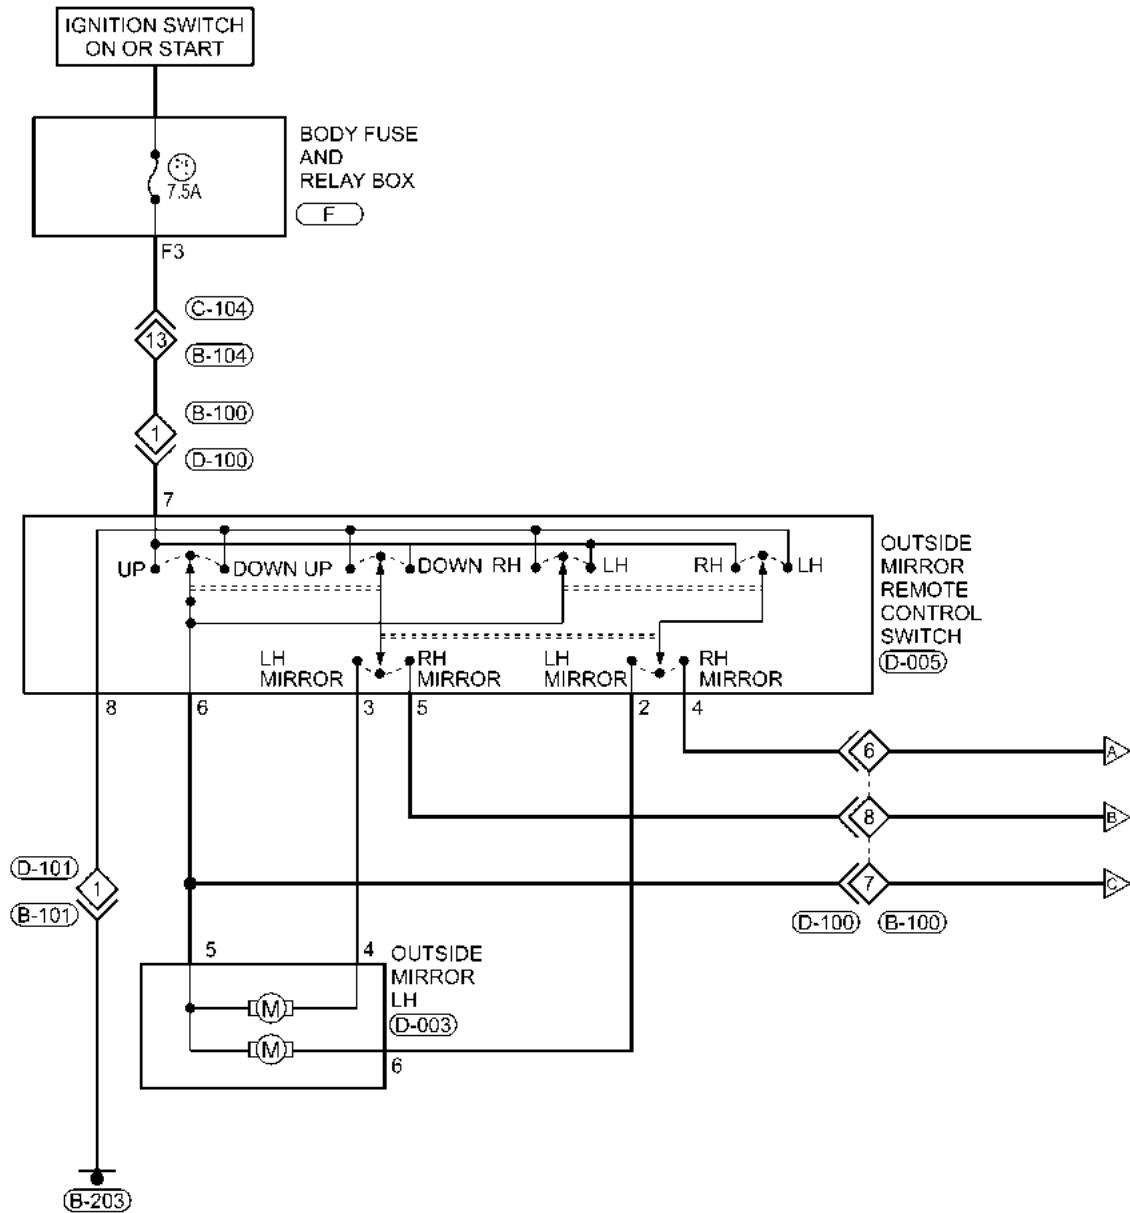 IGNITION SWITCH
ON OR START
BODY FUSE
AND
RELAY BOX
F
7.5A
F3
C-104
13
B-104
B-100
1
D-100
7
UP
DOWN
UP
DOWN
RH
LH
RH
LH
OUTSIDE
MIRROR
REMOTE
CONTROL
SWITCH
D-005
LH
MIRROR
RH
MIRROR
LH
MIRROR
RH
MIRROR
8
6
3
5
2
4
6
A
8
B
D-101
1
B-101
7
C
D-100
B-100
5
4
OUTSIDE
MIRROR
LH
D-003
M
M
6
B-203